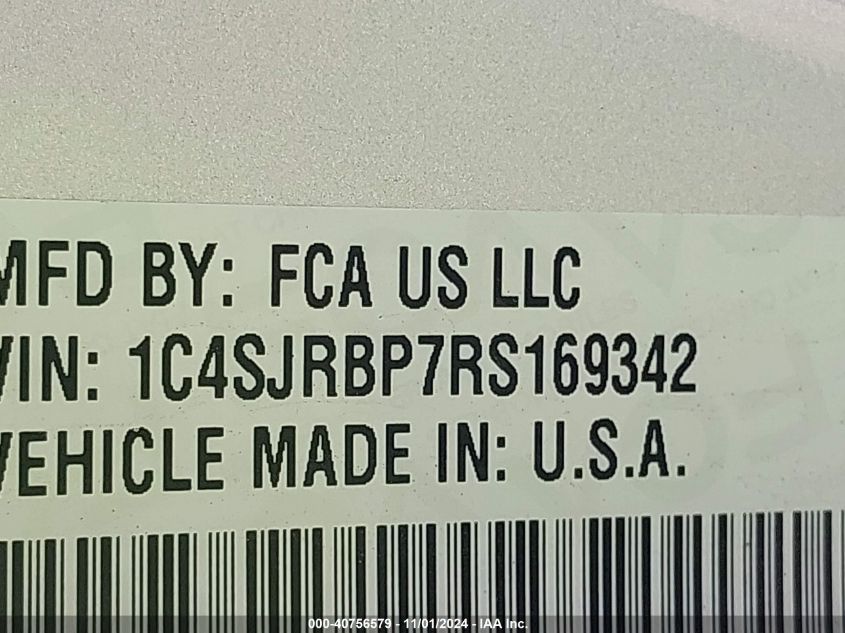 MFD BY: FCA US LLC
VIN: 1C4SJRBP7RS169342
VEHICLE MADE IN: U.S.A.
000-40756579 - 11/01/2024 - IAA Inc.